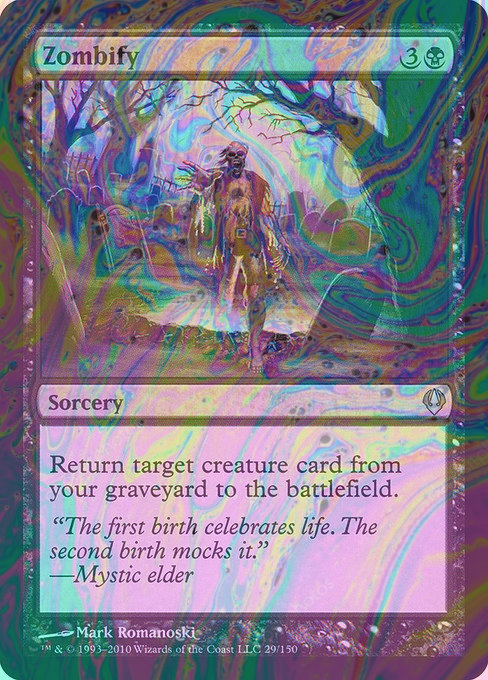 Zombify 3
Sorcery
Return target creature card from
your graveyard to the battlefield.
“The first birth celebrates life. The
second birth mocks it.”
—Mystic elder
Mark Romanoski
™ & © 1993–2010 Wizards of the Coast LLC 29/150